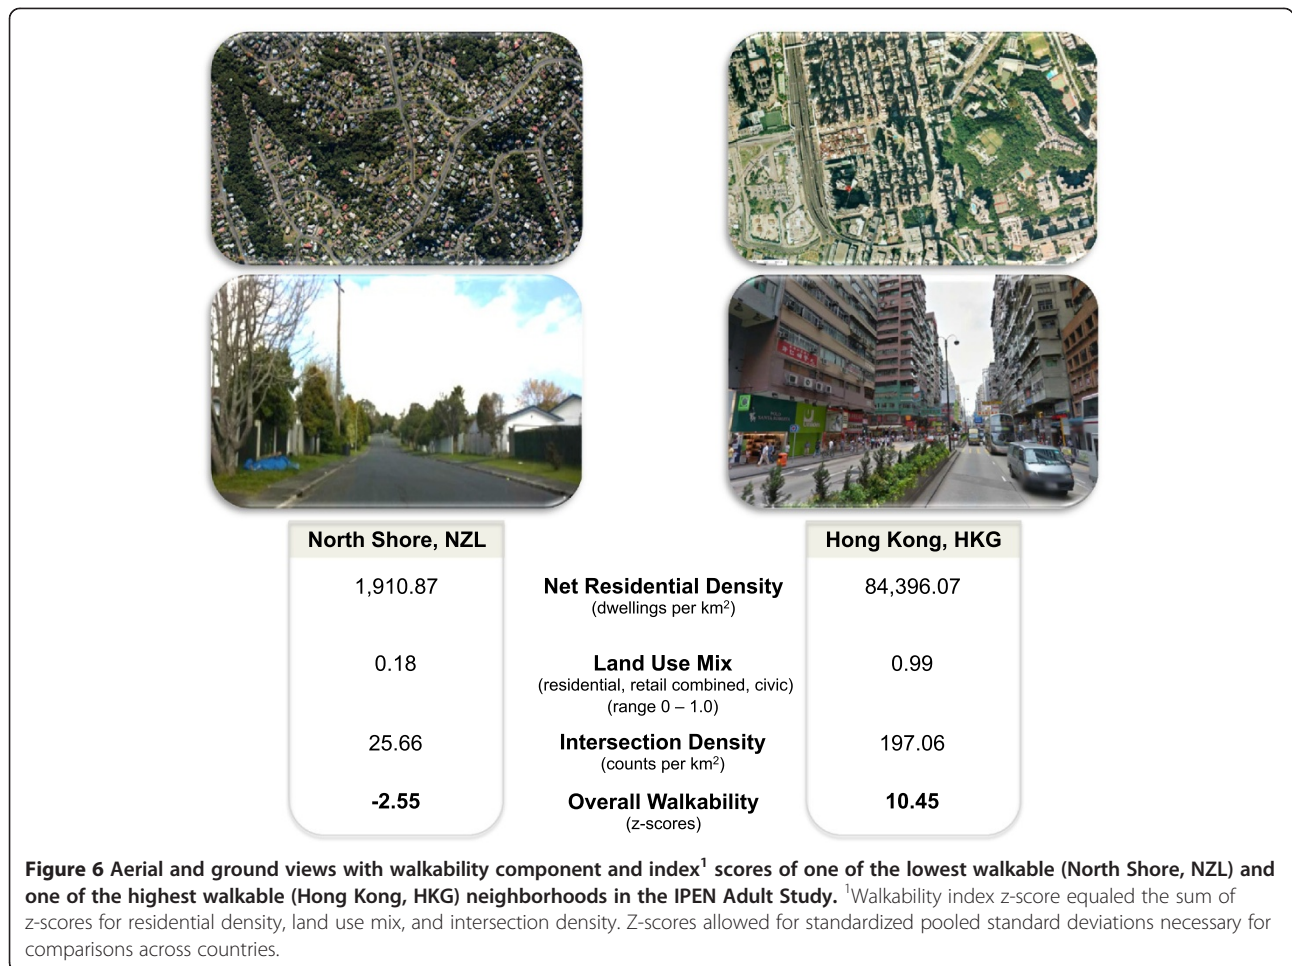 North Shore, NZL
Hong Kong, HKG
1,910.87
Net Residential Density
84,396.07
(dwellings per km²)
0.18
Land Use Mix
0.99
(residential, retail combined, civic)
(range 0 – 1.0)
25.66
Intersection Density
197.06
(counts per km²)
-2.55
Overall Walkability
10.45
(z-scores)
Figure 6 Aerial and ground views with walkability component and index¹ scores of one of the lowest walkable (North Shore, NZL) and
one of the highest walkable (Hong Kong, HKG) neighborhoods in the IPEN Adult Study. ¹Walkability index z-score equaled the sum of
z-scores for residential density, land use mix, and intersection density. Z-scores allowed for standardized pooled standard deviations necessary for
comparisons across countries.